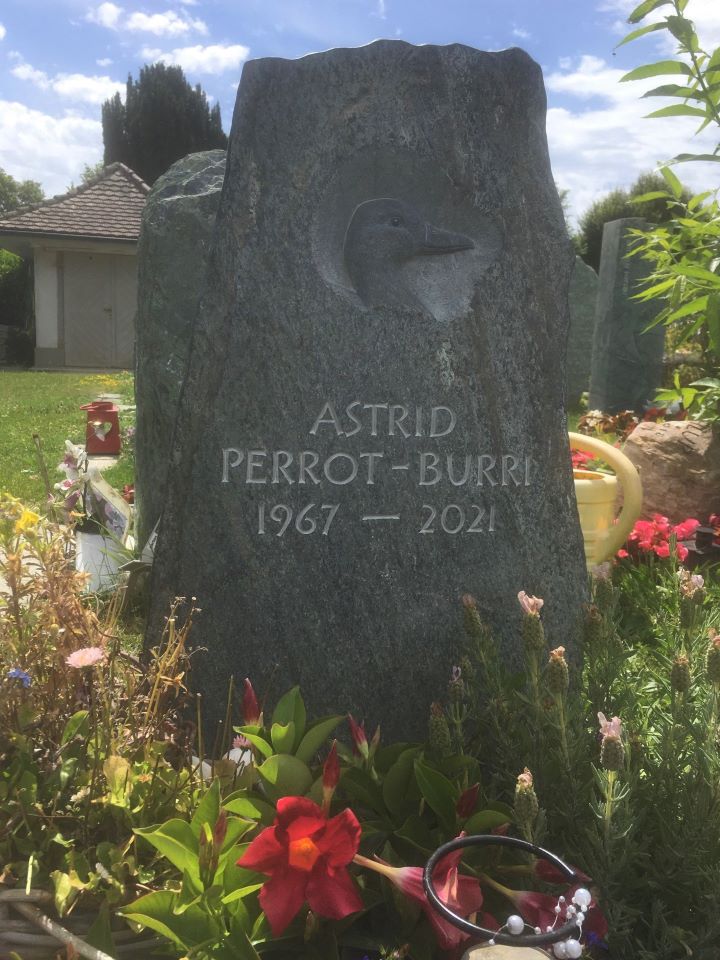 ASTRID
PERROT-BURRI
1967 – 2021